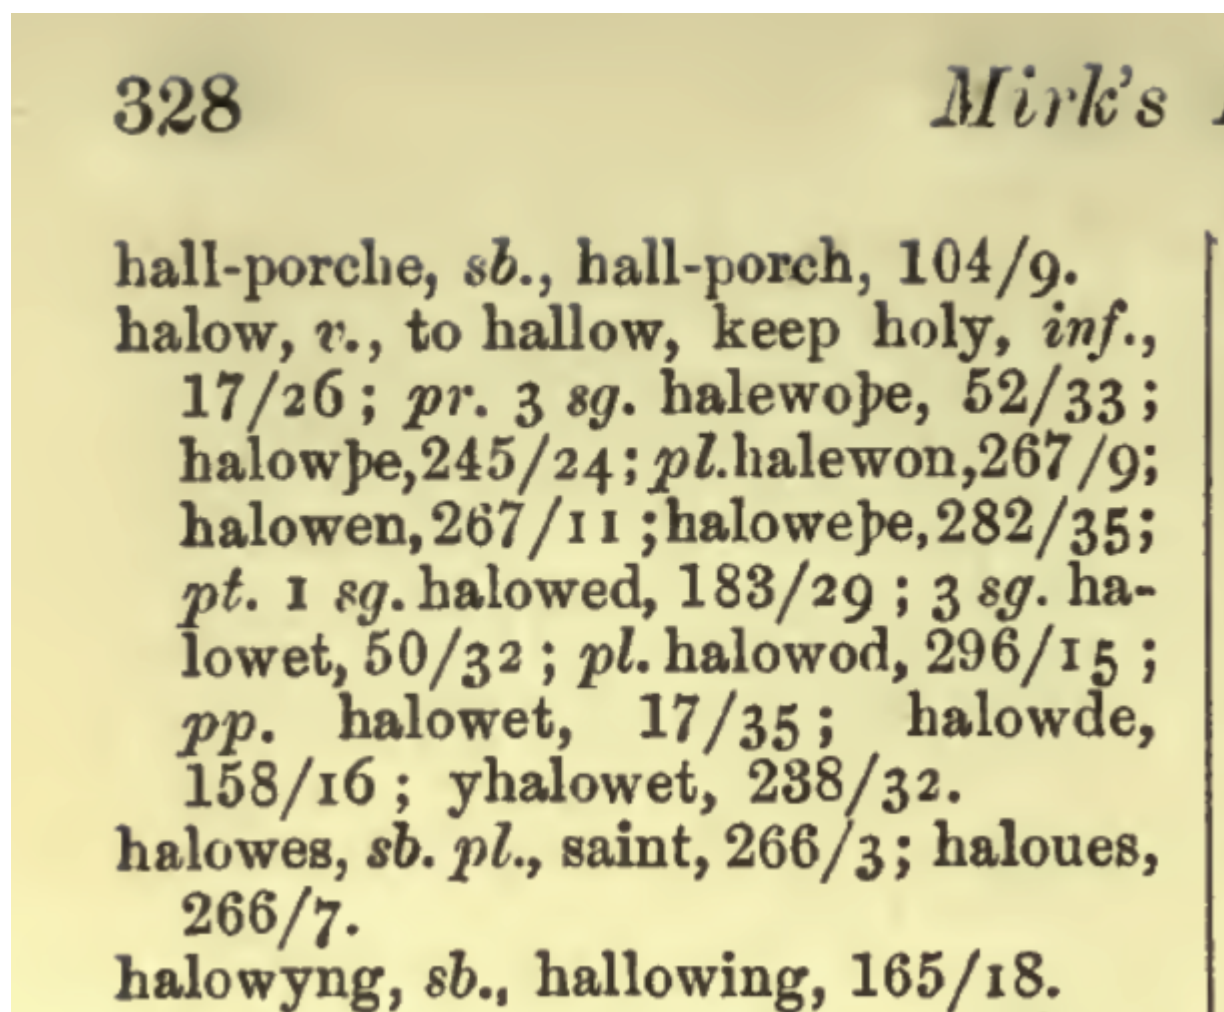 328 Mirk's
hall-porche, sb., hall-porch, 104/9.
halow, v., to hallow, keep holy, inf.,
17/26; pr. 3 sg. halewoþe, 52/33;
halowþe, 245/24; pl. halewon, 267/9;
halowen, 267/11; haloweþe, 282/35;
pt. 1 sg. halowed, 183/29; 3 sg. ha-
lowet, 50/32; pl. halowod, 296/15;
pp. halowet, 17/35; halowde,
158/16; yhalowet, 238/32.
halowes, sb. pl., saint, 266/3; haloues,
266/7.
halowyng, sb., hallowing, 165/18.